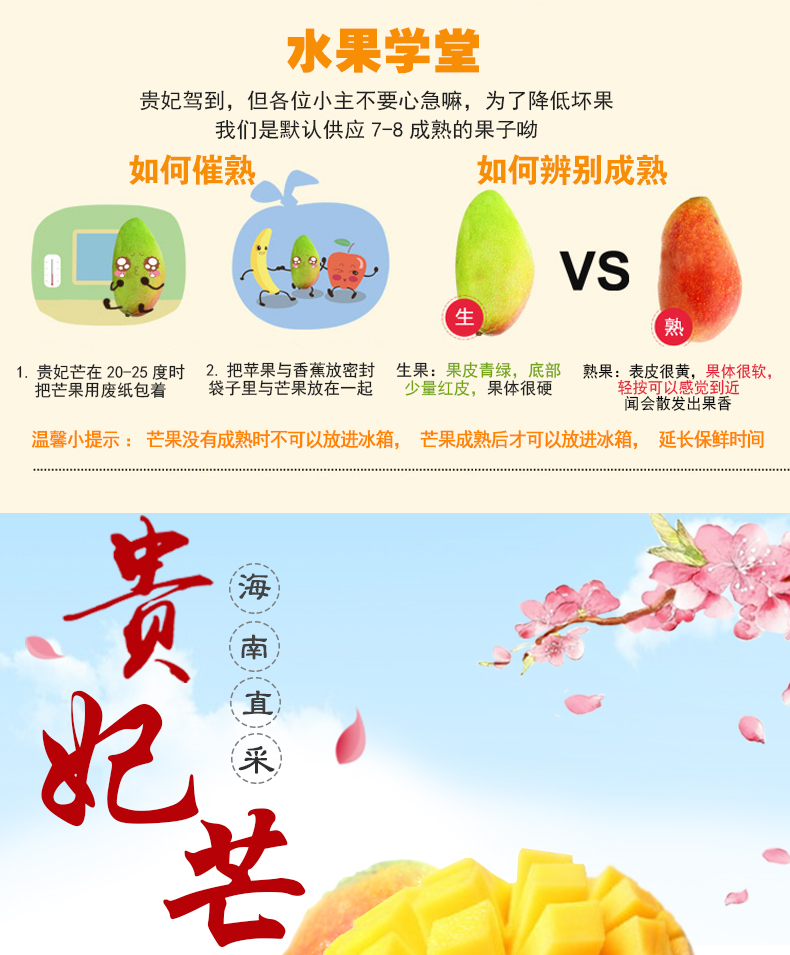 水果学堂
贵妃驾到，但各位小主不要心急嘛，为了降低坏果
我们是默认供应 7-8 成熟的果子呦
如何催熟
如何辨别成熟
生
VS
熟
1. 贵妃芒在 20-25 度时
把芒果用废纸包着
2. 把苹果与香蕉放密封
袋子里与芒果放在一起
生果：果皮青绿，底部
少量红皮，果体很硬
熟果：表皮很黄，果体很软，
轻按可以感觉到近
闻会散发出果香
温馨小提示： 芒果没有成熟时不可以放进冰箱， 芒果成熟后才可以放进冰箱， 延长保鲜时间
贵妃芒
海南直采